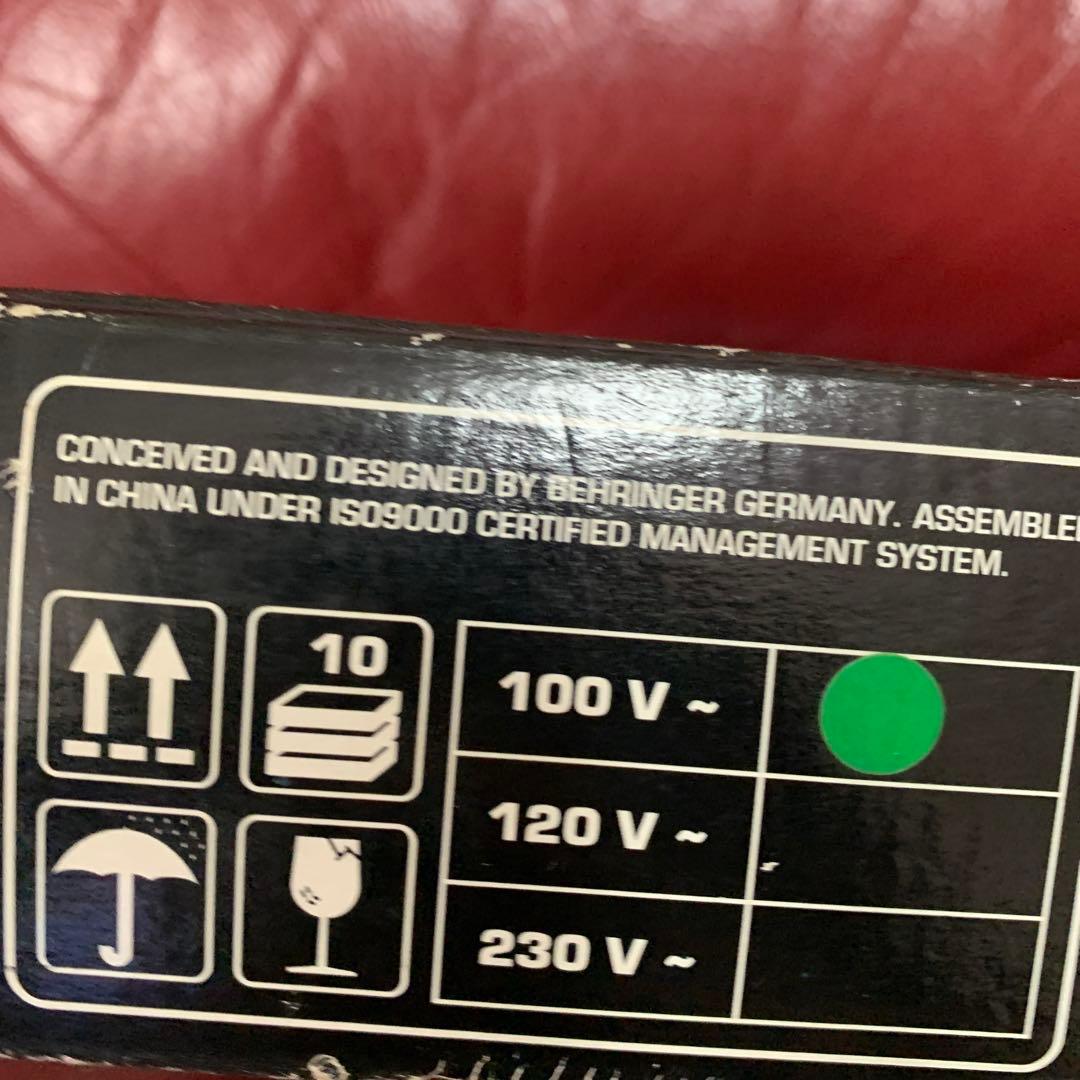 CONCEIVED AND DESIGNED BY BEHRINGER GERMANY. ASSEMBLED
IN CHINA UNDER ISO9000 CERTIFIED MANAGEMENT SYSTEM.
10
100 V ~
120 V ~
230 V ~